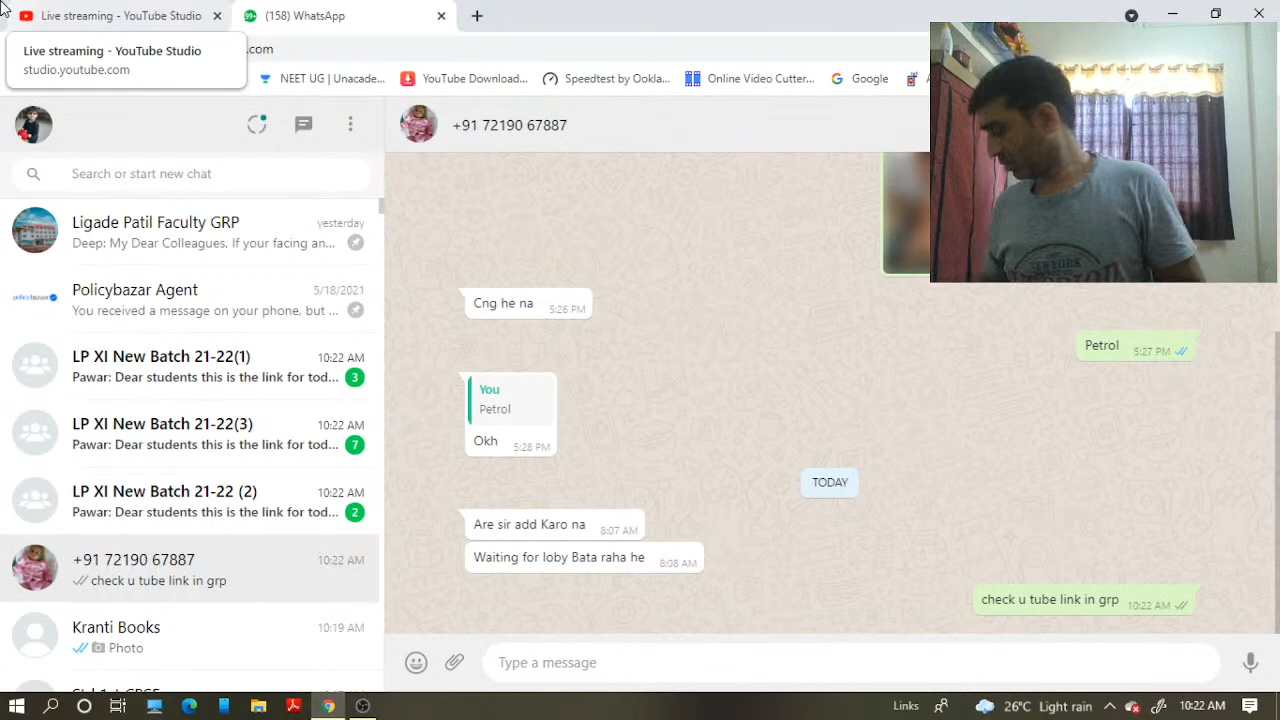 Live streaming - YouTube Studio
(158) WhatsApp
99+
Live streaming - YouTube Studio
studio.youtube.com
.com
NEET UG | Unacade...
YouTube Download...
Speedtest by Ookla...
Online Video Cutter...
Google
+91 72190 67887
Search or start new chat
Ligade Patil Faculty GRP
yesterday
Deep: My Dear Colleagues. If your facing an...
Policybazar Agent
5/18/2021
policy bazaar
You received a message on your phone, but ...
LP XI New Batch 21-22(1)
10:22 AM
Pawar: Dear students this is the link for tod...
3
LP XI New Batch 21-22(3)
10:22 AM
Pawar: Dear students this is the link for tod...
7
LP XI New Batch 21-22 (2)
10:22 AM
Pawar: Dear students this is the link for tod...
2
+91 72190 67887
10:22 AM
check u tube link in grp
Kranti Books
10:19 AM
Photo
Cng he na
5:26 PM
Petrol
5:27 PM
You
Petrol
Okh
5:28 PM
TODAY
Are sir add Karo na
8:07 AM
Waiting for loby Bata raha he
8:08 AM
check u tube link in grp
10:22 AM
Type a message
Links
26°C Light rain
10:22 AM